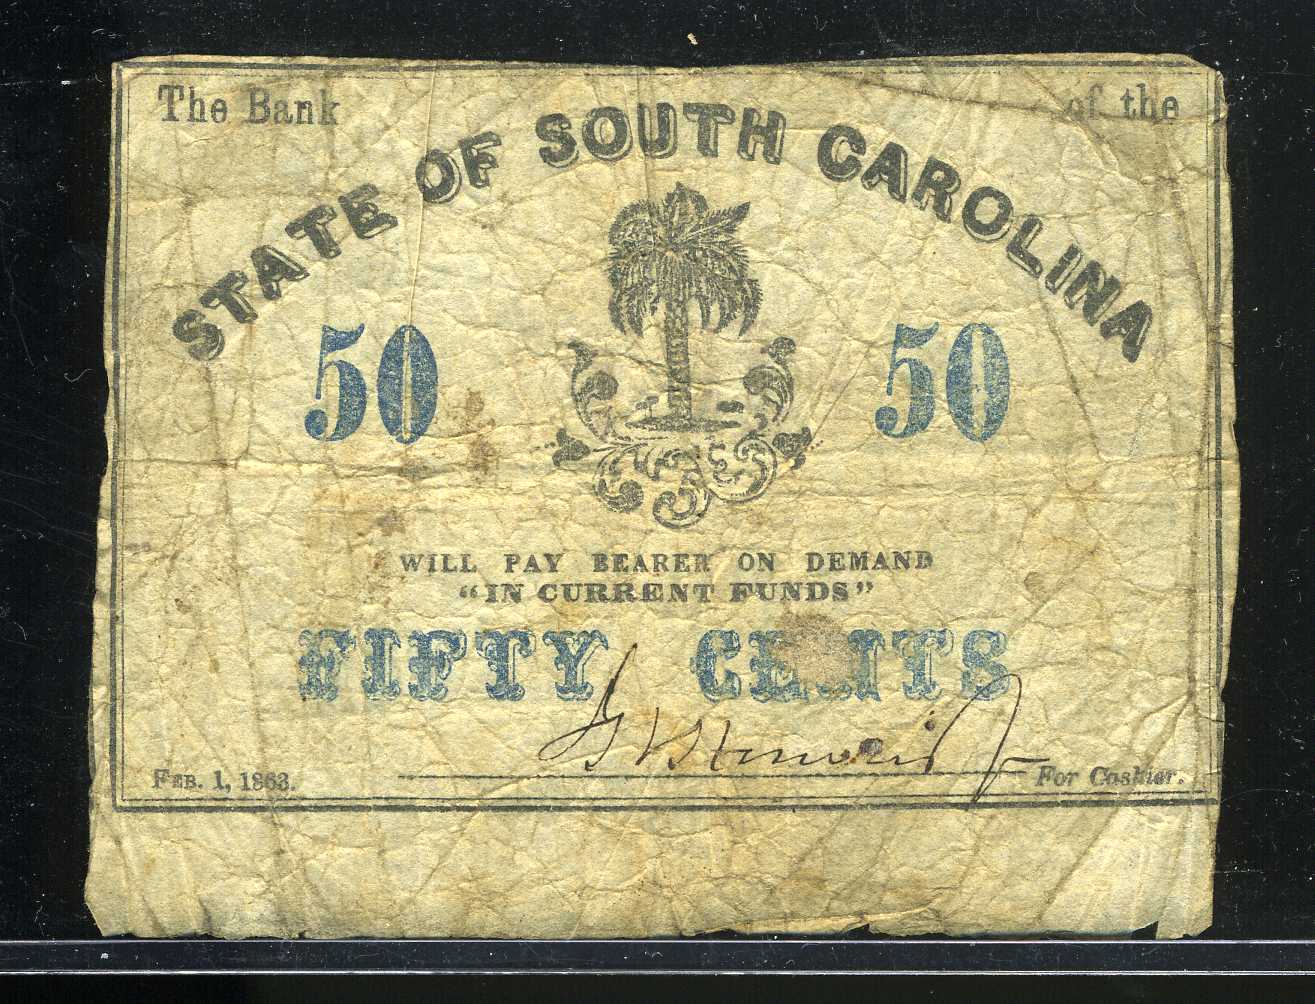 The Bank of the
STATE OF SOUTH CAROLINA
50 50
WILL PAY BEARER ON DEMAND
"IN CURRENT FUNDS"
FIFTY CENTS
FEB. 1, 1863. For Cashier.